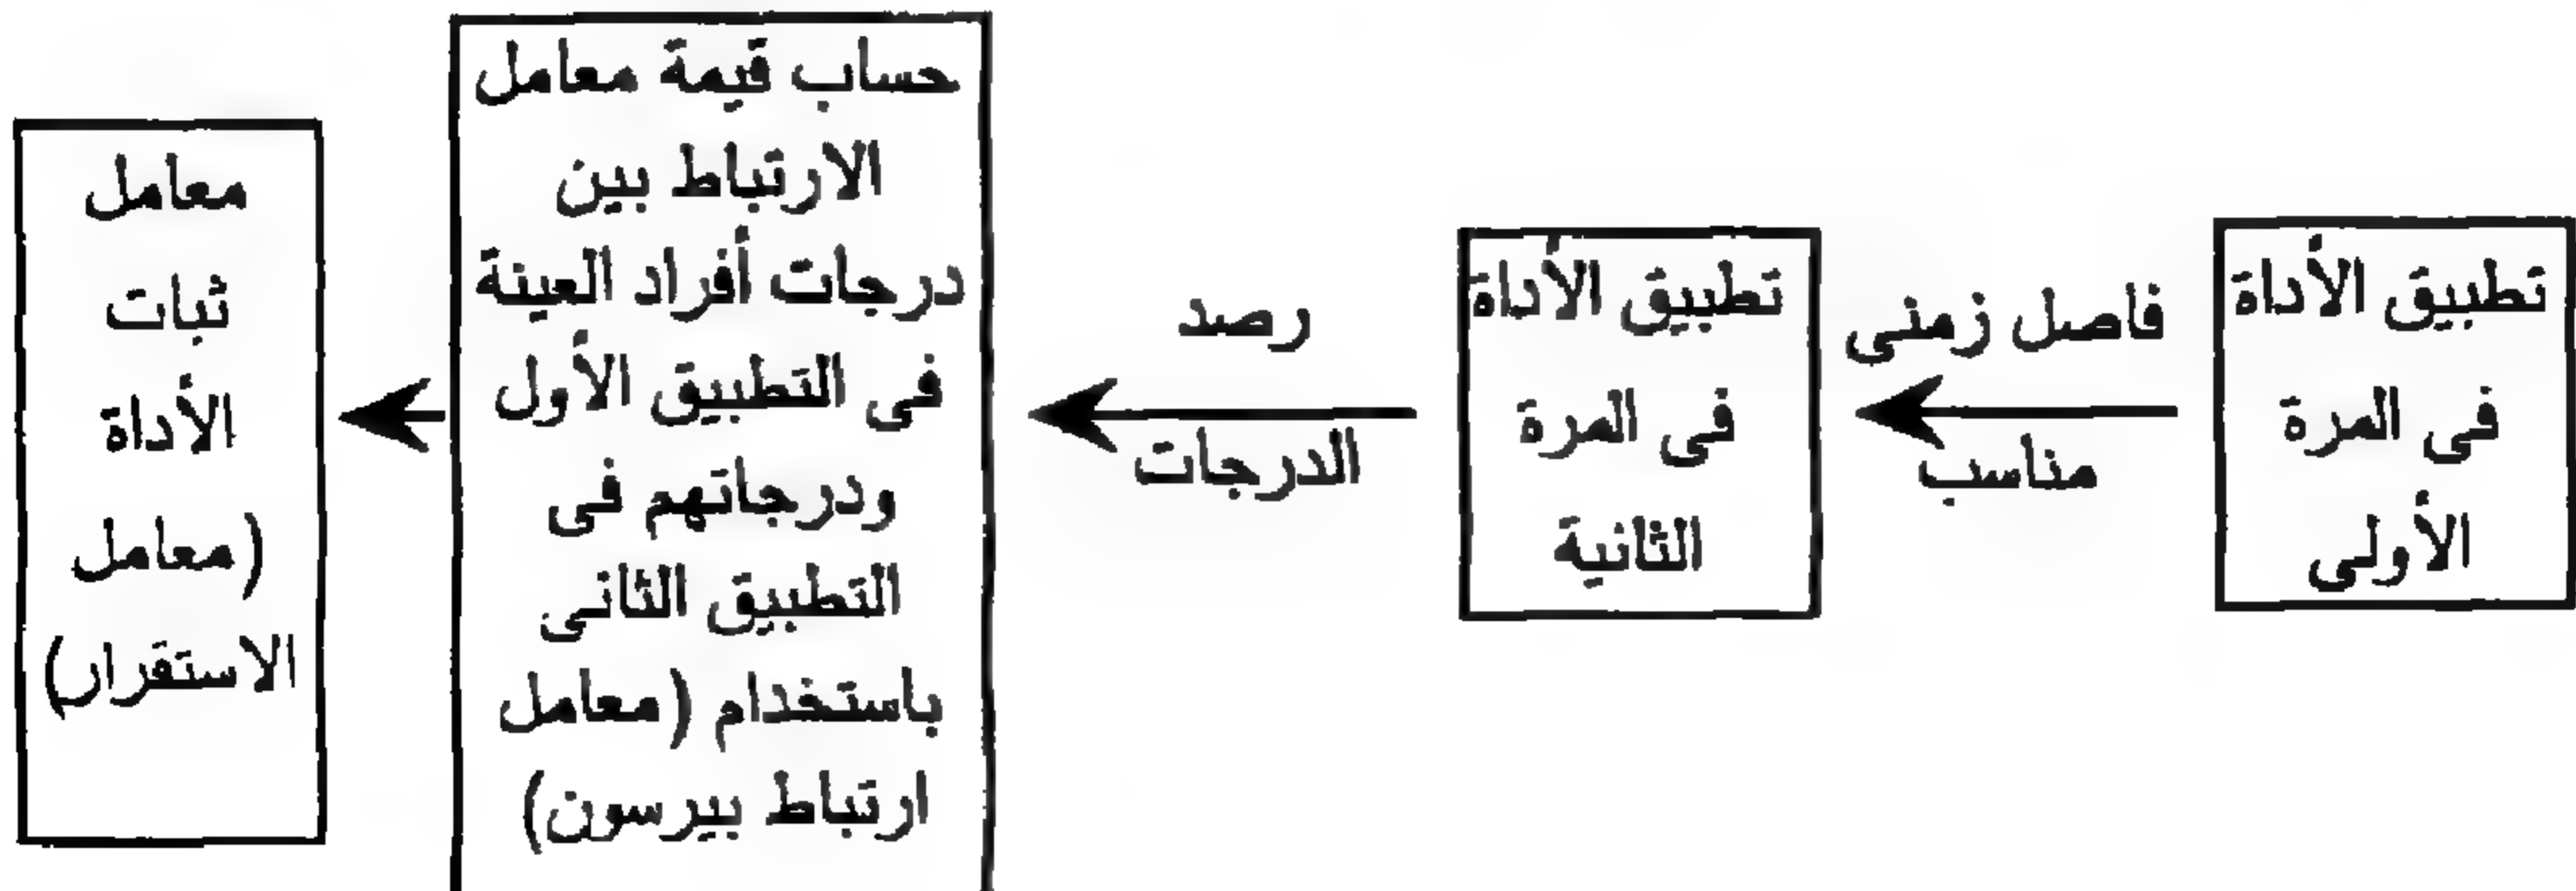 تطبيق الأداة
فى المرة
الأولى
فاصل زمنى
مناسب
تطبيق الأداة
فى المرة
الثانية
رصد
الدرجات
حساب قيمة معامل
الارتباط بين
درجات أفراد العينة
فى التطبيق الأول
ودرجاتهم فى
التطبيق الثانى
باستخدام (معامل
ارتباط بيرسون)
معامل
ثبات
الأداة
(معامل
الاستقرار)